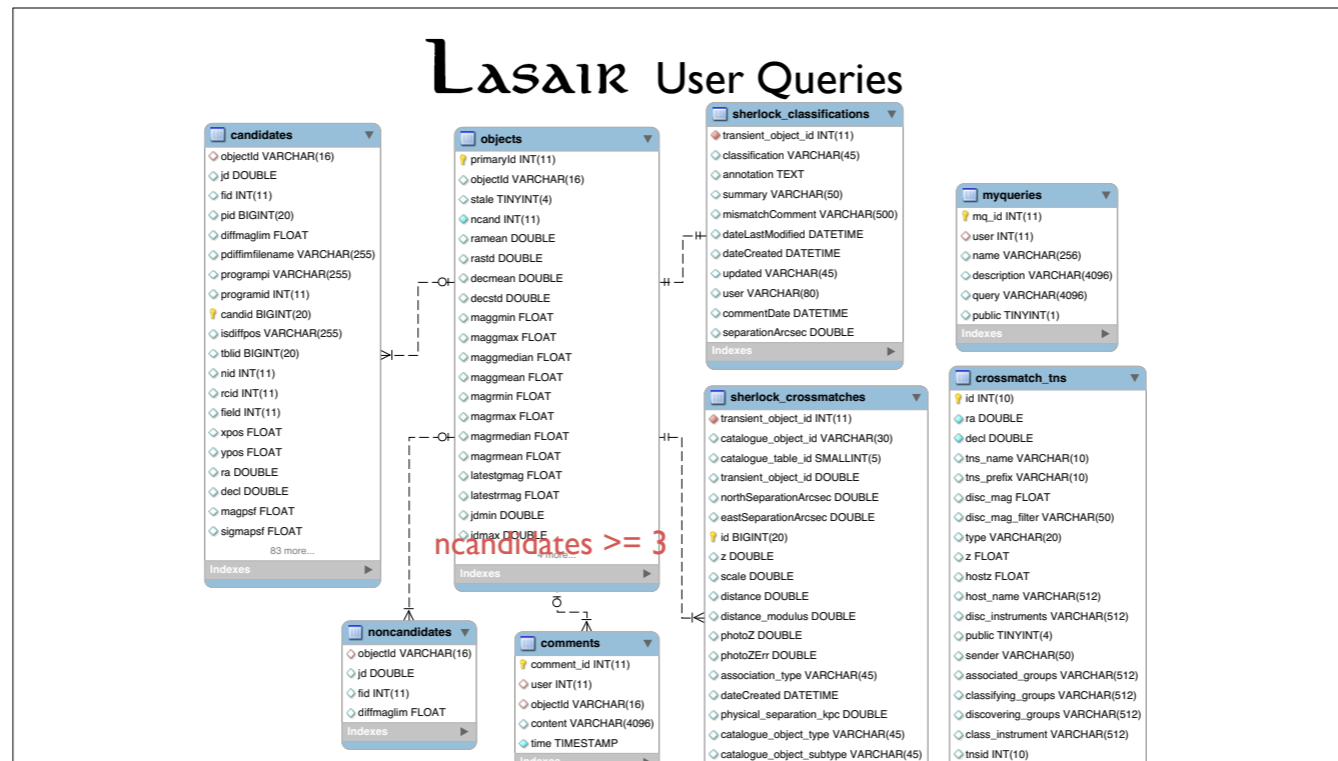 Lasair User Queries
candidates
objectId VARCHAR(16)
jd DOUBLE
fid INT(11)
pid BIGINT(20)
diffmaglim FLOAT
pdiffimfilename VARCHAR(255)
programpi VARCHAR(255)
programid INT(11)
candid BIGINT(20)
isdiffpos VARCHAR(255)
tblid BIGINT(20)
nid INT(11)
rcid INT(11)
field INT(11)
xpos FLOAT
ypos FLOAT
ra DOUBLE
decl DOUBLE
magpsf FLOAT
sigmapsf FLOAT
83 more...
Indexes
objects
primaryId INT(11)
objectId VARCHAR(16)
stale TINYINT(4)
ncand INT(11)
ramean DOUBLE
rastd DOUBLE
decmean DOUBLE
decstd DOUBLE
maggmin FLOAT
maggmax FLOAT
maggmedian FLOAT
maggmean FLOAT
magrmin FLOAT
magrmax FLOAT
magrmedian FLOAT
magrmean FLOAT
latestgmag FLOAT
latestrmag FLOAT
jdmin DOUBLE
jdmax DOUBLE
ncandidates >= 3
4 more...
Indexes
sherlock_classifications
transient_object_id INT(11)
classification VARCHAR(45)
annotation TEXT
summary VARCHAR(50)
mismatchComment VARCHAR(500)
dateLastModified DATETIME
dateCreated DATETIME
updated VARCHAR(45)
user VARCHAR(80)
commentDate DATETIME
separationArcsec DOUBLE
Indexes
myqueries
mq_id INT(11)
user INT(11)
name VARCHAR(256)
description VARCHAR(4096)
query VARCHAR(4096)
public TINYINT(1)
Indexes
sherlock_crossmatches
transient_object_id INT(11)
catalogue_object_id VARCHAR(30)
catalogue_table_id SMALLINT(5)
transient_object_id DOUBLE
northSeparationArcsec DOUBLE
eastSeparationArcsec DOUBLE
id BIGINT(20)
z DOUBLE
scale DOUBLE
distance DOUBLE
distance_modulus DOUBLE
photoZ DOUBLE
photoZErr DOUBLE
association_type VARCHAR(45)
dateCreated DATETIME
physical_separation_kpc DOUBLE
catalogue_object_type VARCHAR(45)
catalogue_object_subtype VARCHAR(45)
crossmatch_tns
id INT(10)
ra DOUBLE
decl DOUBLE
tns_name VARCHAR(10)
tns_prefix VARCHAR(10)
disc_mag FLOAT
disc_mag_filter VARCHAR(50)
type VARCHAR(20)
z FLOAT
hostz FLOAT
host_name VARCHAR(512)
disc_instruments VARCHAR(512)
public TINYINT(4)
sender VARCHAR(50)
associated_groups VARCHAR(512)
classifying_groups VARCHAR(512)
discovering_groups VARCHAR(512)
class_instrument VARCHAR(512)
tnsid INT(10)
noncandidates
objectId VARCHAR(16)
jd DOUBLE
fid INT(11)
diffmaglim FLOAT
Indexes
comments
comment_id INT(11)
user INT(11)
objectId VARCHAR(16)
content VARCHAR(4096)
time TIMESTAMP
Indexes